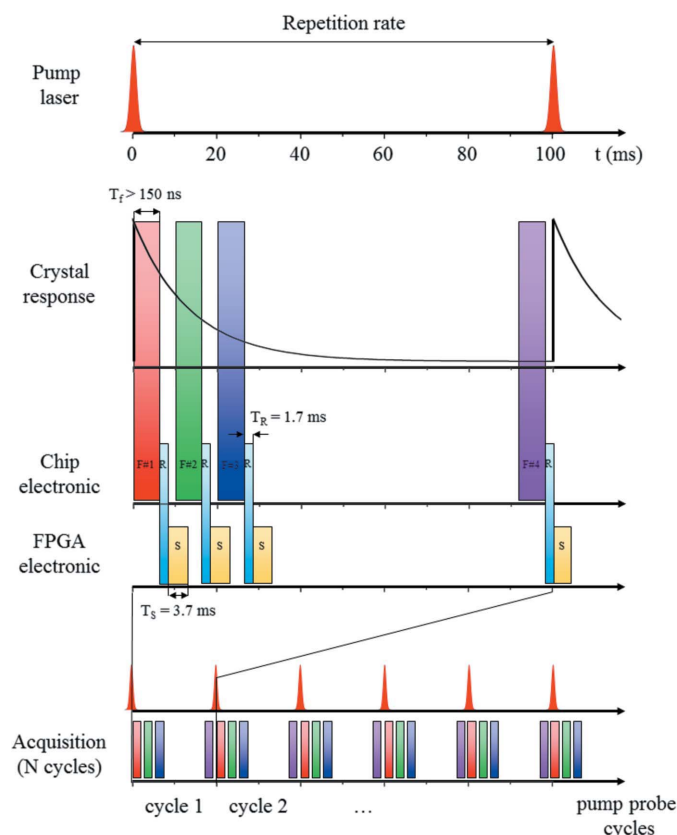 Repetition rate
Pump
laser
0 20 40 60 80 100 t (ms)
T_f > 150 ns
Crystal
response
T_R = 1.7 ms
Chip
electronic
F#1 R F#2 R F#3 R F#4 R
FPGA
electronic
S S S S
T_S = 3.7 ms
Acquisition
(N cycles)
cycle 1 cycle 2 … pump probe
cycles